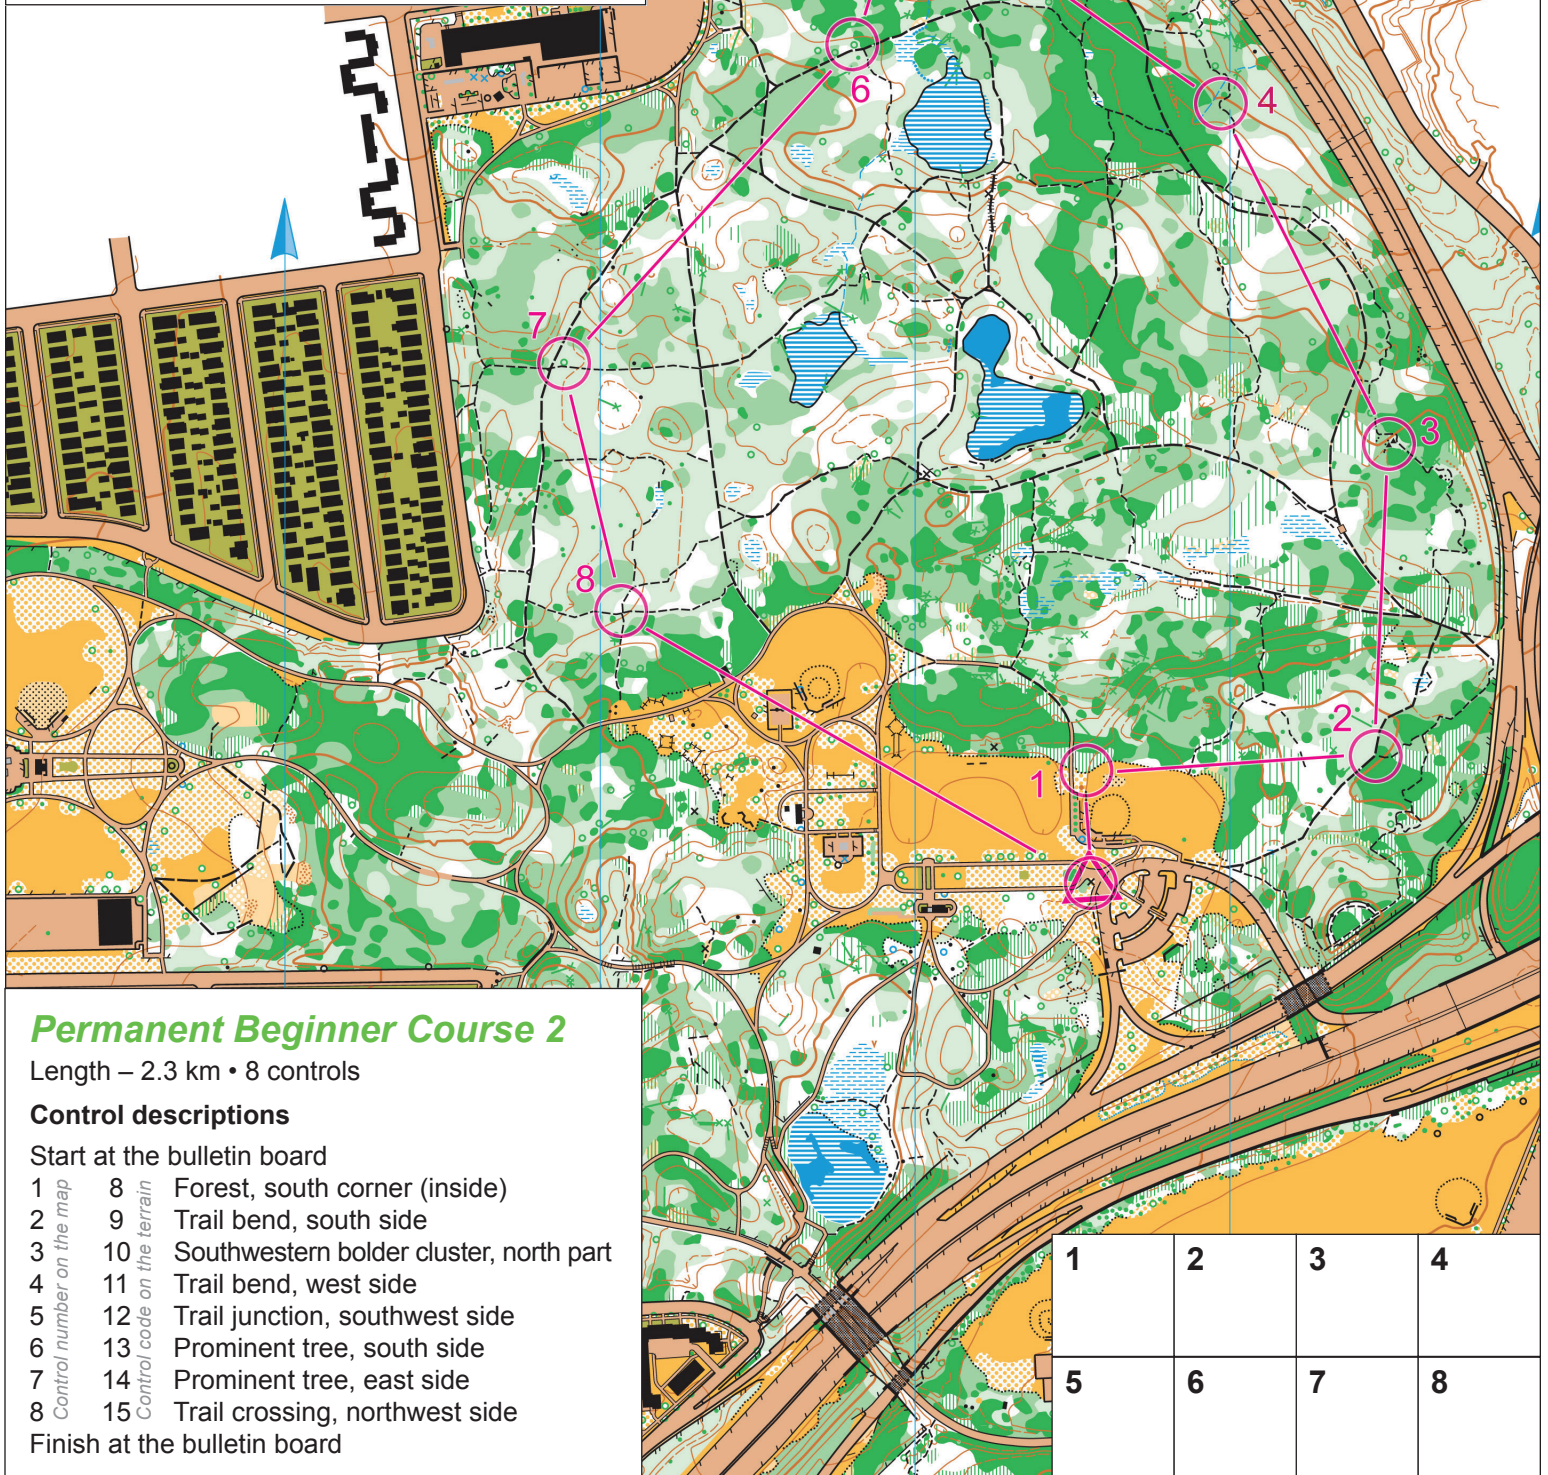 6
4
7
3
8
2
1
Permanent Beginner Course 2
Length – 2.3 km • 8 controls
Control descriptions
Start at the bulletin board
Control number on the map
Control code on the terrain
1 8 Forest, south corner (inside)
2 9 Trail bend, south side
3 10 Southwestern bolder cluster, north part
4 11 Trail bend, west side
5 12 Trail junction, southwest side
6 13 Prominent tree, south side
7 14 Prominent tree, east side
8 15 Trail crossing, northwest side
Finish at the bulletin board
1 2 3 4
5 6 7 8